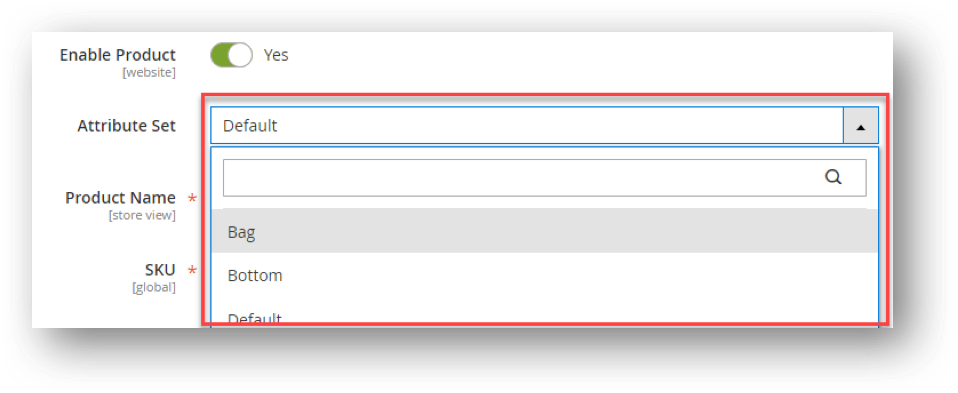 Enable Product Yes
[website]
Attribute Set Default
Product Name *
[store view]
Bag
SKU *
[global]
Bottom
Default